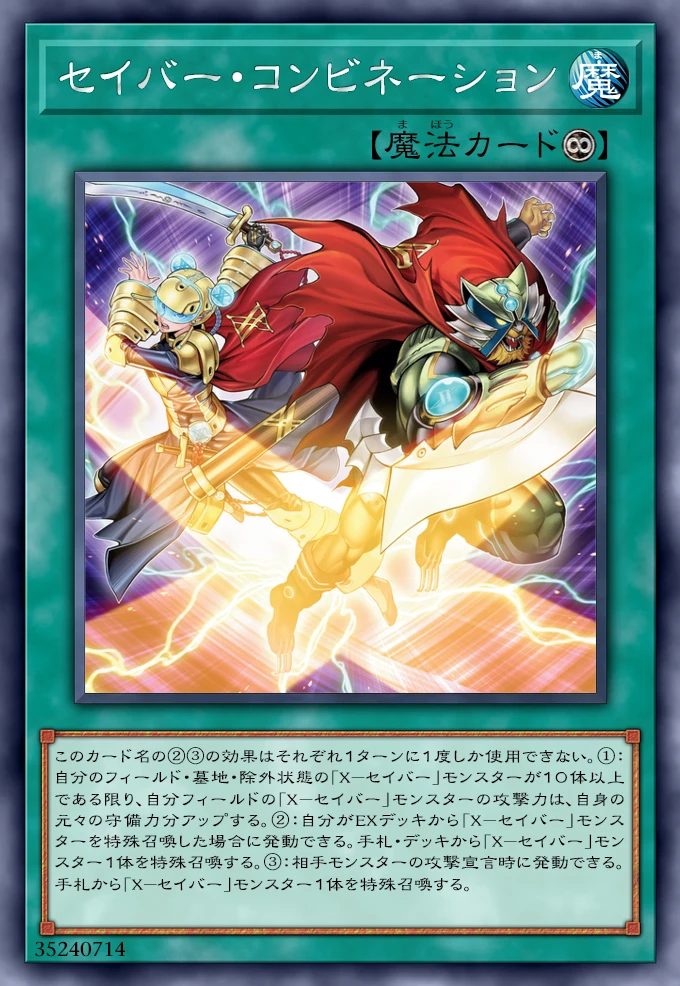 セイバー・コンビネーション 魔
【魔法カード】
このカード名の②③の効果はそれぞれ1ターンに1度しか使用できない。①：
自分のフィールド・墓地・除外状態の「X－セイバー」モンスターが10体以上
である限り、自分フィールドの「X－セイバー」モンスターの攻撃力は、自身の
元々の守備力分アップする。②：自分がEXデッキから「X－セイバー」モンス
ターを特殊召喚した場合に発動できる。手札・デッキから「X－セイバー」モン
スター1体を特殊召喚する。③：相手モンスターの攻撃宣言時に発動できる。
手札から「X－セイバー」モンスター1体を特殊召喚する。
35240714